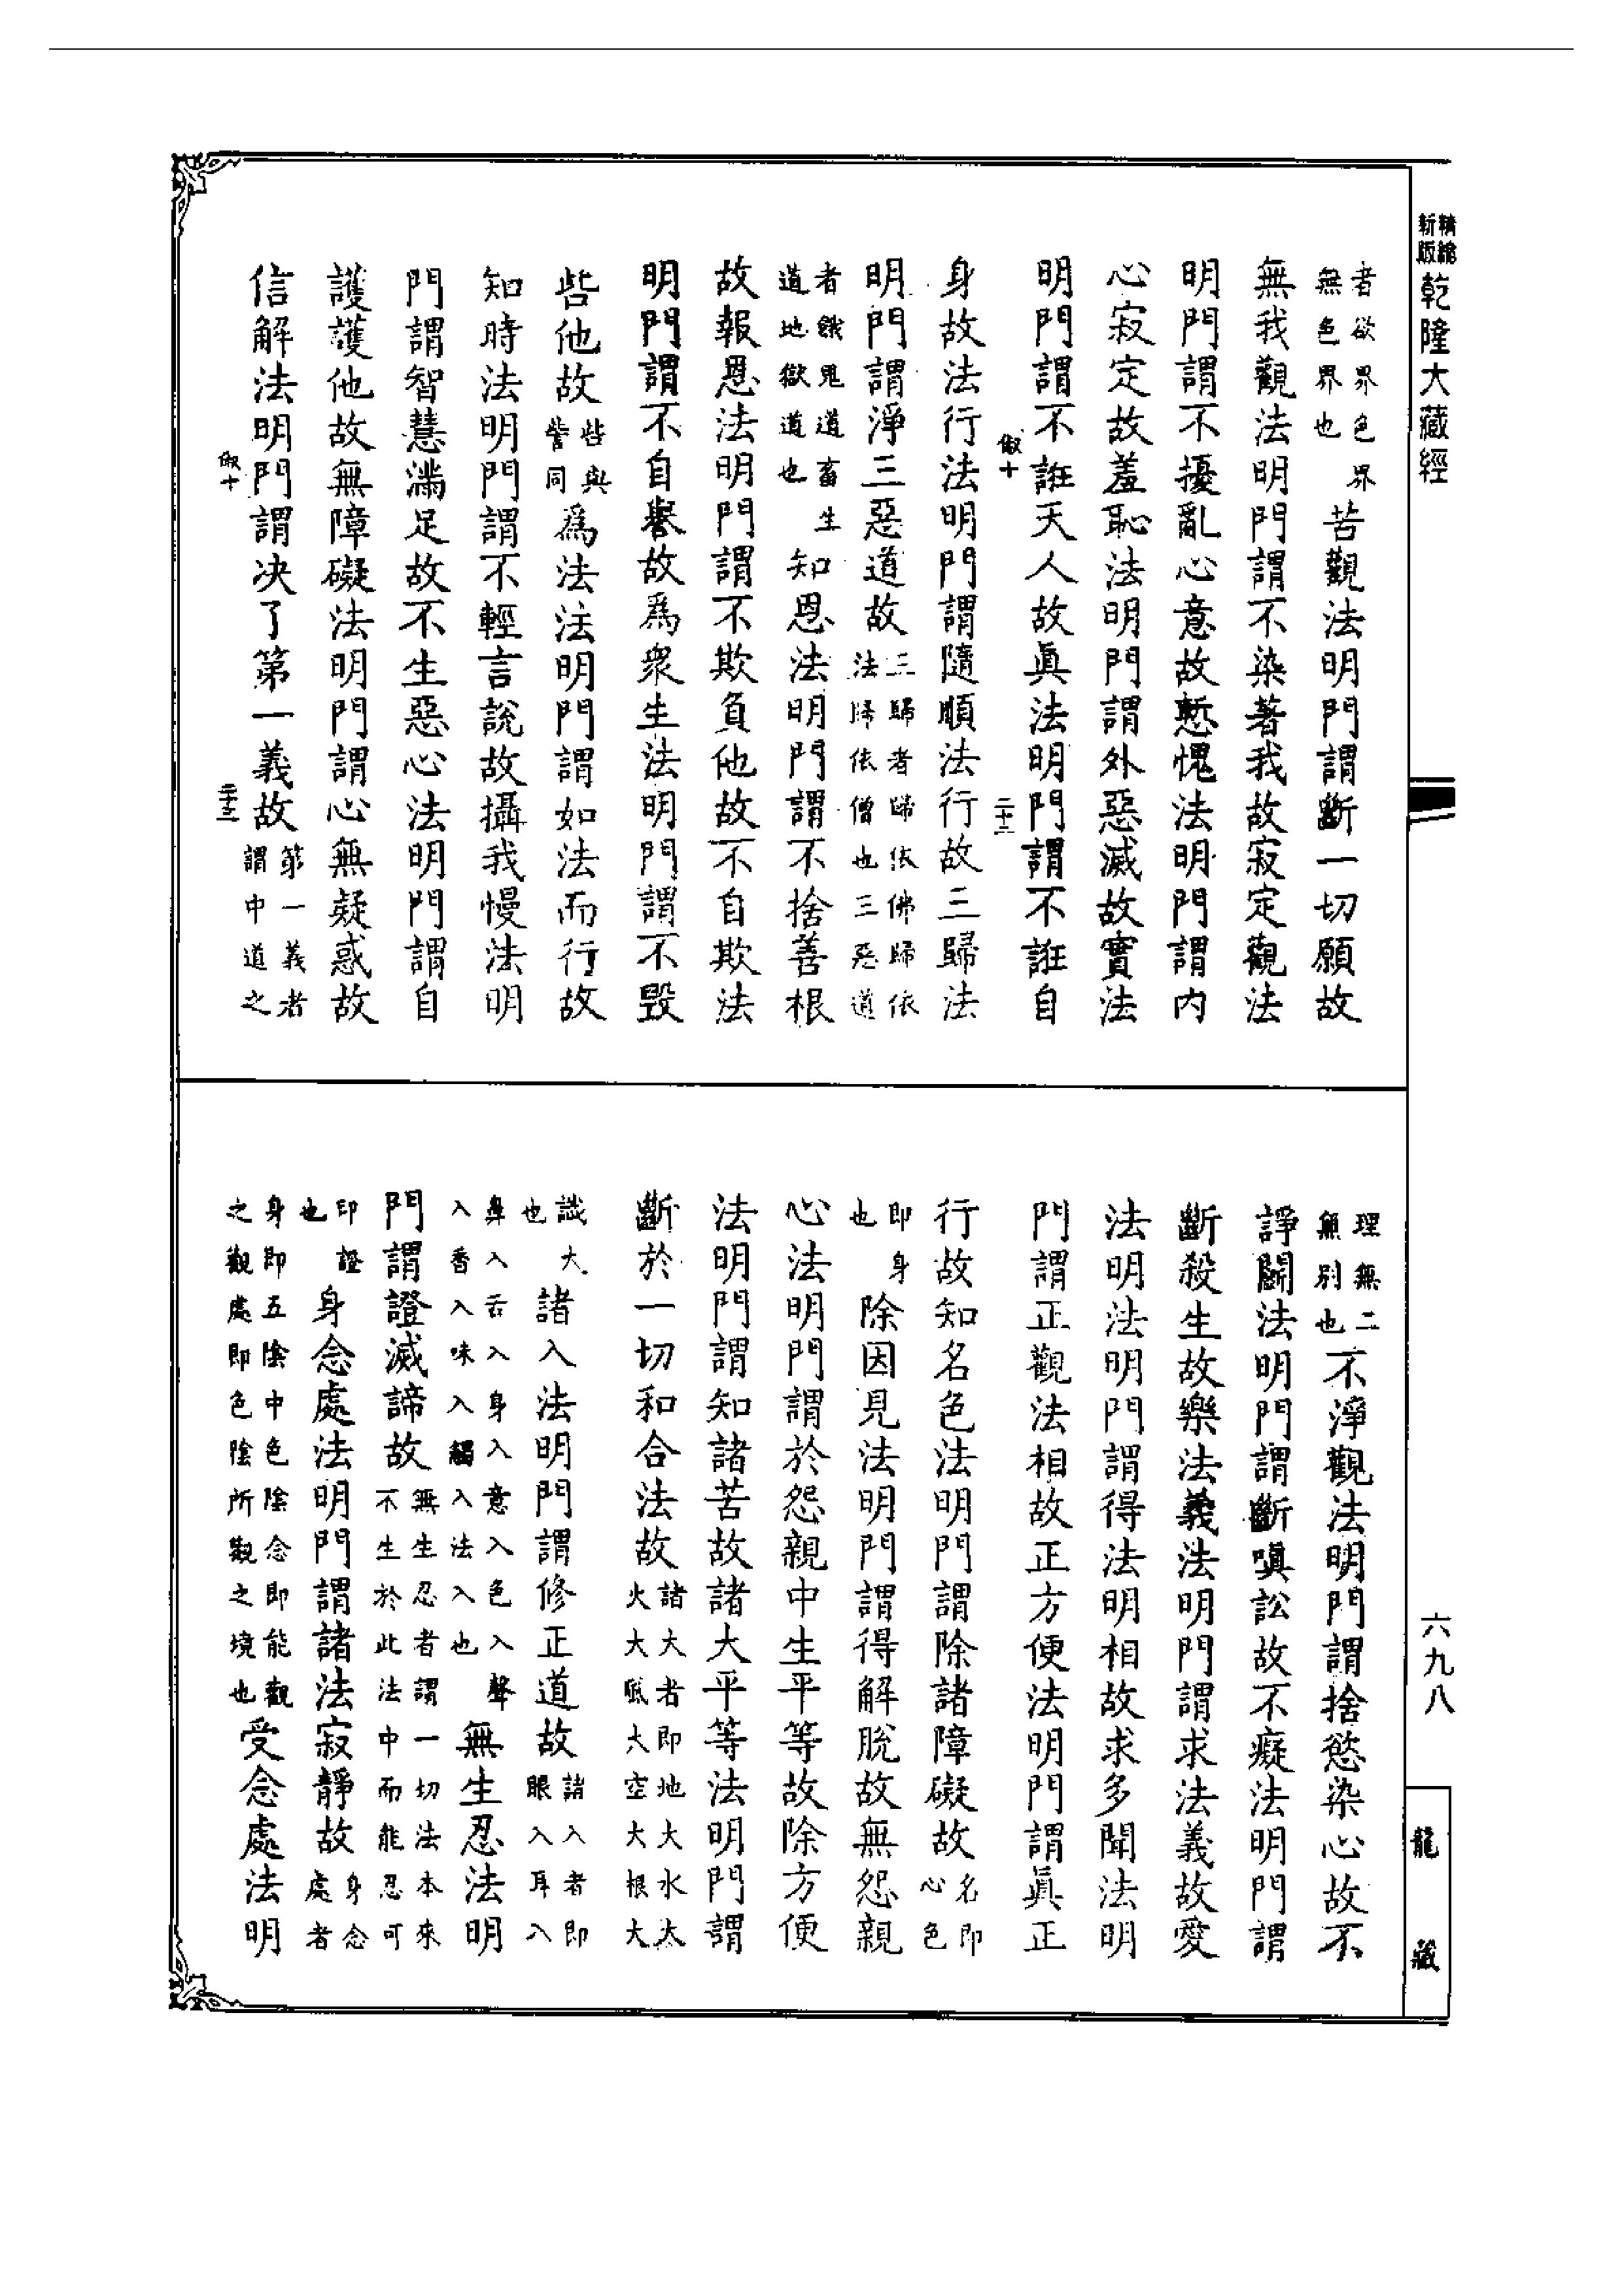 精縮新版乾隆大藏經
者欲界色界無色界也苦觀法明門謂斷一切願故
無我觀法明門謂不染著我故寂定觀法
明門謂不擾亂心意故慙愧法明門謂内
心寂定故羞恥法明門謂外惡滅故實法
明門謂不誑天人故眞法明門謂不誑自
俶十
二十二
身故法行法明門謂隨順法行故三歸法
明門謂淨三惡道故三歸者歸依佛歸依法歸依僧也三惡道
者餓鬼道畜生道地獄道也知恩法明門謂不捨善根
故報恩法明門謂不欺負他故不自欺法
明門謂不自譽故爲衆生法明門謂不毀
呰他故呰與訾同爲法法明門謂如法而行故
知時法明門謂不輕言說故攝我慢法明
門謂智慧滿足故不生惡心法明門謂自
護護他故無障礙法明門謂心無疑惑故
信解法明門謂决了第一義故第一義者謂中道之
俶十
二十三
理無二無別也不淨觀法明門謂捨慾染心故不
諍鬬法明門謂斷嗔訟故不癡法明門謂
斷殺生故樂法義法明門謂求法義故愛
法明法明門謂得法明相故求多聞法明
門謂正觀法相故正方便法明門謂眞正
行故知名色法明門謂除諸障礙故名即心色
即身也除因見法明門謂得解脫故無怨親
心法明門謂於怨親中生平等故除方便
法明門謂知諸苦故諸大平等法明門謂
斷於一切和合法故諸大者即地大水大火大風大空大根大
識大也諸入法明門謂修正道故諸入者即眼入耳入
鼻入舌入身入意入色入聲入香入味入觸入法入也無生忍法明
門謂證滅諦故無生忍者謂一切法本來不生於此法中而能忍可
印證也身念處法明門謂諸法寂靜故身念處者
身即五陰中色陰念即能觀之觀處即色陰所觀之境也受念處法明
六九八
龍藏